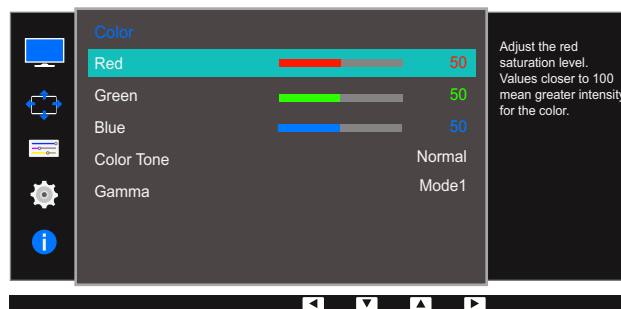 Color
Red 50
Green 50
Blue 50
Color Tone Normal
Gamma Mode1
Adjust the red
saturation level.
Values closer to 100
mean greater intensity
for the color.